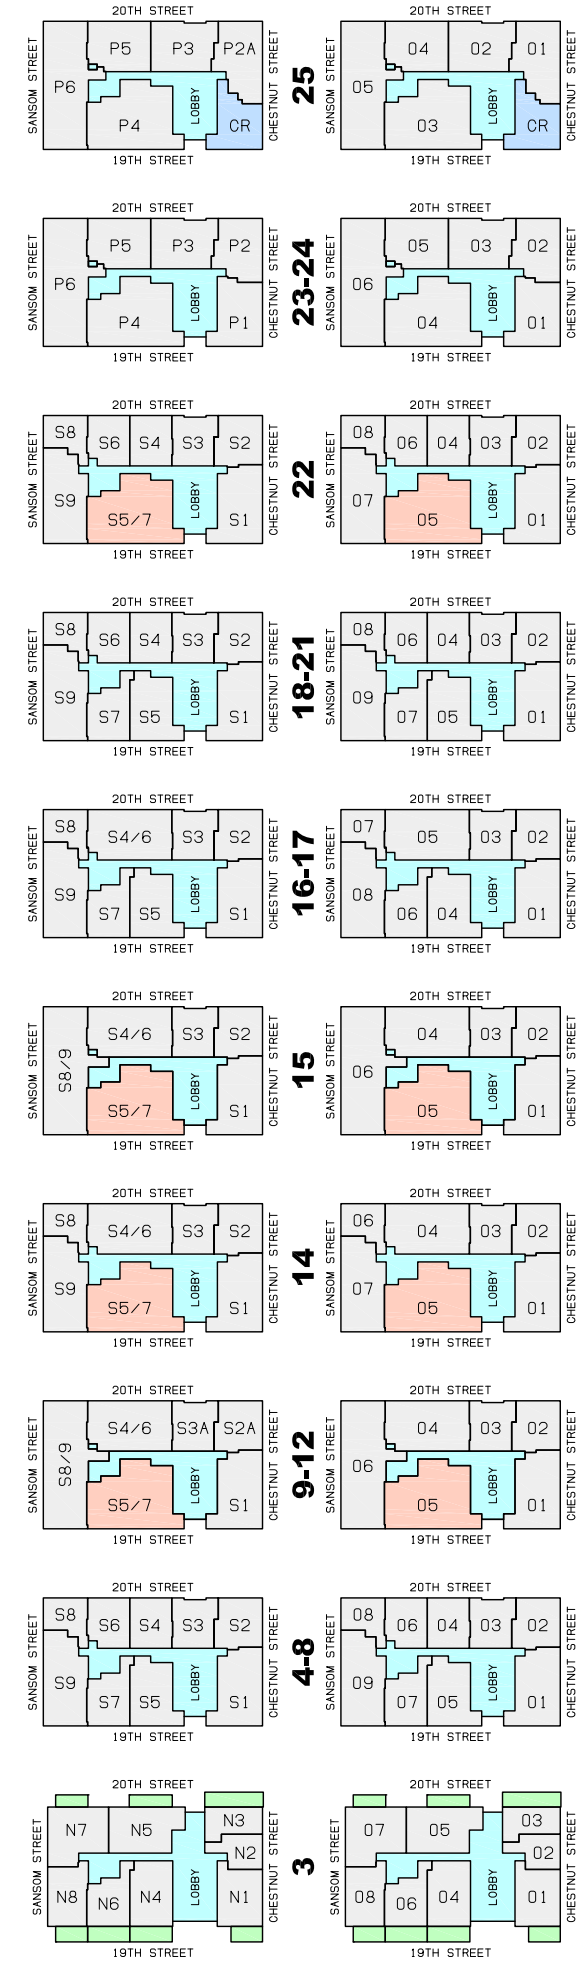 20TH STREET 20TH STREET
SANSOM STREET P6 P5 P3 P2A P4 LOBBY CR CHESTNUT STREET 25 SANSOM STREET 05 04 02 01 03 LOBBY CR CHESTNUT STREET
19TH STREET 19TH STREET
20TH STREET 20TH STREET
SANSOM STREET P6 P5 P3 P2 P4 LOBBY P1 CHESTNUT STREET 23-24 SANSOM STREET 06 05 03 02 04 LOBBY 01 CHESTNUT STREET
19TH STREET 19TH STREET
20TH STREET 20TH STREET
SANSOM STREET S8 S6 S4 S3 S2 S9 S5/7 LOBBY S1 CHESTNUT STREET 22 SANSOM STREET 08 06 04 03 02 07 05 LOBBY 01 CHESTNUT STREET
19TH STREET 19TH STREET
20TH STREET 20TH STREET
SANSOM STREET S8 S6 S4 S3 S2 S9 S7 S5 LOBBY S1 CHESTNUT STREET 18-21 SANSOM STREET 08 06 04 03 02 09 07 05 LOBBY 01 CHESTNUT STREET
19TH STREET 19TH STREET
20TH STREET 20TH STREET
SANSOM STREET S8 S4/6 S3 S2 S9 S7 S5 LOBBY S1 CHESTNUT STREET 16-17 SANSOM STREET 07 05 03 02 08 06 04 LOBBY 01 CHESTNUT STREET
19TH STREET 19TH STREET
20TH STREET 20TH STREET
SANSOM STREET S8/9 S4/6 S3 S2 S5/7 LOBBY S1 CHESTNUT STREET 15 SANSOM STREET 06 04 03 02 05 LOBBY 01 CHESTNUT STREET
19TH STREET 19TH STREET
20TH STREET 20TH STREET
SANSOM STREET S8 S4/6 S3 S2 S9 S5/7 LOBBY S1 CHESTNUT STREET 14 SANSOM STREET 06 04 03 02 07 05 LOBBY 01 CHESTNUT STREET
19TH STREET 19TH STREET
20TH STREET 20TH STREET
SANSOM STREET S8/9 S4/6 S3A S2A S5/7 LOBBY S1 CHESTNUT STREET 9-12 SANSOM STREET 06 04 03 02 05 LOBBY 01 CHESTNUT STREET
19TH STREET 19TH STREET
20TH STREET 20TH STREET
SANSOM STREET S8 S6 S4 S3 S2 S9 S7 S5 LOBBY S1 CHESTNUT STREET 4-8 SANSOM STREET 08 06 04 03 02 09 07 05 LOBBY 01 CHESTNUT STREET
19TH STREET 19TH STREET
20TH STREET 20TH STREET
SANSOM STREET N7 N5 N3 N2 N8 N6 N4 LOBBY N1 CHESTNUT STREET 3 SANSOM STREET 07 05 03 02 08 06 04 LOBBY 01 CHESTNUT STREET
19TH STREET 19TH STREET